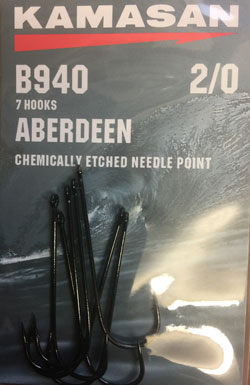 KAMASAN
B940 2/0
7 HOOKS
ABERDEEN
CHEMICALLY ETCHED NEEDLE POINT